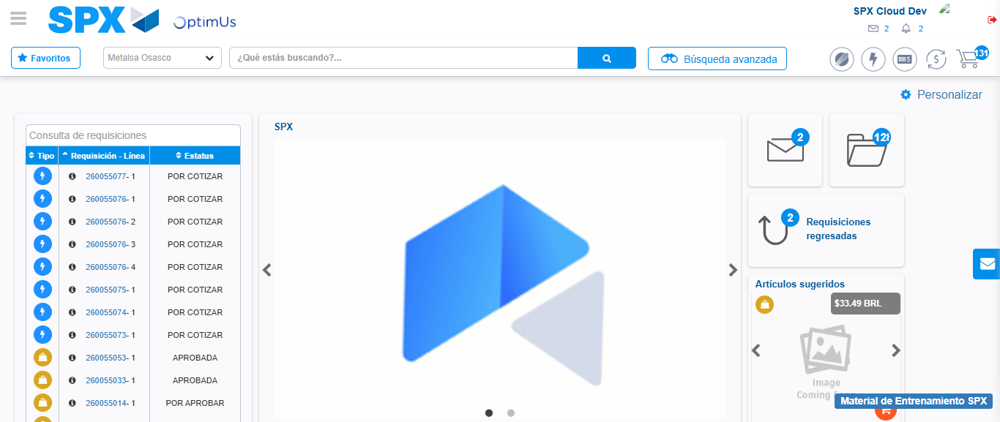 SPX
OptimUs
SPX Cloud Dev
2
2
Favoritos
Metalsa Osasco
¿Qué estás buscando?...
Búsqueda avanzada
131
Personalizar
Consulta de requisiciones
Tipo Requisición - Línea Estatus
260055077- 1 POR COTIZAR
260055076- 1 POR COTIZAR
260055076- 2 POR COTIZAR
260055076- 3 POR COTIZAR
260055076- 4 POR COTIZAR
260055075- 1 POR COTIZAR
260055074- 1 POR COTIZAR
260055073- 1 POR COTIZAR
260055053- 1 APROBADA
260055033- 1 APROBADA
260055014- 1 POR APROBAR
SPX
2
2
Requisiciones
regresadas
Artículos sugeridos
$33.49 BRL
Image
Coming
Material de Entrenamiento SPX